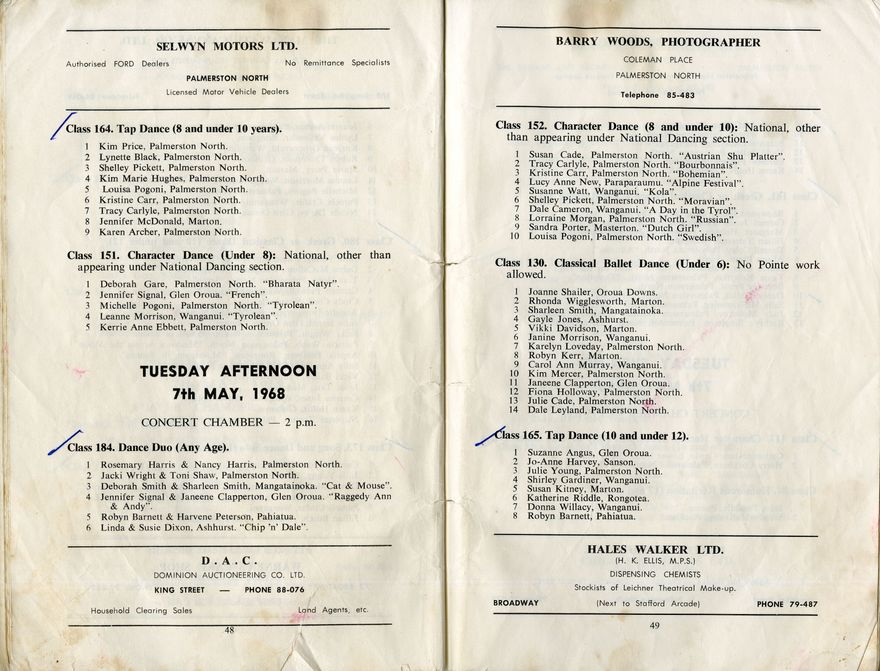 SELWYN MOTORS LTD.
Authorised FORD Dealers No Remittance Specialists
PALMERSTON NORTH
Licensed Motor Vehicle Dealers
Class 164. Tap Dance (8 and under 10 years).
1 Kim Price, Palmerston North.
2 Lynette Black, Palmerston North.
3 Shelley Pickett, Palmerston North.
4 Kim Marie Hughes, Palmerston North.
5 Louisa Pogoni, Palmerston North.
6 Kristine Carr, Palmerston North.
7 Tracy Carlyle, Palmerston North.
8 Jennifer McDonald, Marton.
9 Karen Archer, Palmerston North.
Class 151. Character Dance (Under 8): National, other than
appearing under National Dancing section.
1 Deborah Gare, Palmerston North. "Bharata Natyr".
2 Jennifer Signal, Glen Oroua. "French".
3 Michelle Pogoni, Palmerston North. "Tyrolean".
4 Leanne Morrison, Wanganui. "Tyrolean".
5 Kerrie Anne Ebbett, Palmerston North.
TUESDAY AFTERNOON
7th MAY, 1968
CONCERT CHAMBER — 2 p.m.
Class 184. Dance Duo (Any Age).
1 Rosemary Harris & Nancy Harris, Palmerston North.
2 Jacki Wright & Toni Shaw, Palmerston North.
3 Deborah Smith & Sharleen Smith, Mangatainoka. "Cat & Mouse".
4 Jennifer Signal & Janeene Clapperton, Glen Oroua. "Raggedy Ann
& Andy".
5 Robyn Barnett & Harvene Peterson, Pahiatua.
6 Linda & Susie Dixon, Ashhurst. "Chip 'n' Dale".
D.A.C.
DOMINION AUCTIONEERING CO. LTD.
KING STREET — PHONE 88-076
Household Clearing Sales Land Agents, etc.
48
BARRY WOODS, PHOTOGRAPHER
COLEMAN PLACE
PALMERSTON NORTH
Telephone 85-483
Class 152. Character Dance (8 and under 10): National, other
than appearing under National Dancing section.
1 Susan Cade, Palmerston North. "Austrian Shu Platter".
2 Tracy Carlyle, Palmerston North. "Bourbonnais".
3 Kristine Carr, Palmerston North. "Bohemian".
4 Lucy Anne New, Paraparaumu. "Alpine Festival".
5 Susanne Watt, Wanganui. "Kola".
6 Shelley Pickett, Palmerston North. "Moravian".
7 Dale Cameron, Wanganui. "A Day in the Tyrol".
8 Lorraine Morgan, Palmerston North. "Russian".
9 Sandra Porter, Masterton. "Dutch Girl".
10 Louisa Pogoni, Palmerston North. "Swedish".
Class 130. Classical Ballet Dance (Under 6): No Pointe work
allowed.
1 Joanne Shailer, Oroua Downs.
2 Rhonda Wigglesworth, Marton.
3 Sharleen Smith, Mangatainoka.
4 Gayle Jones, Ashhurst.
5 Vikki Davidson, Marton.
6 Janine Morrison, Wanganui.
7 Karelyn Loveday, Palmerston North.
8 Robyn Kerr, Marton.
9 Carol Ann Murray, Wanganui.
10 Kim Mercer, Palmerston North.
11 Janeene Clapperton, Glen Oroua.
12 Fiona Holloway, Palmerston North.
13 Julie Cade, Palmerston North.
14 Dale Leyland, Palmerston North.
Class 165. Tap Dance (10 and under 12).
1 Suzanne Angus, Glen Oroua.
2 Jo-Anne Harvey, Sanson.
3 Julie Young, Palmerston North.
4 Shirley Gardiner, Wanganui.
5 Susan Kitney, Marton.
6 Katherine Riddle, Rongotea.
7 Donna Willacy, Wanganui.
8 Robyn Barnett, Pahiatua.
HALES WALKER LTD.
(H. K. ELLIS, M.P.S.)
DISPENSING CHEMISTS
Stockists of Leichner Theatrical Make-up.
BROADWAY (Next to Stafford Arcade) PHONE 79-487
49